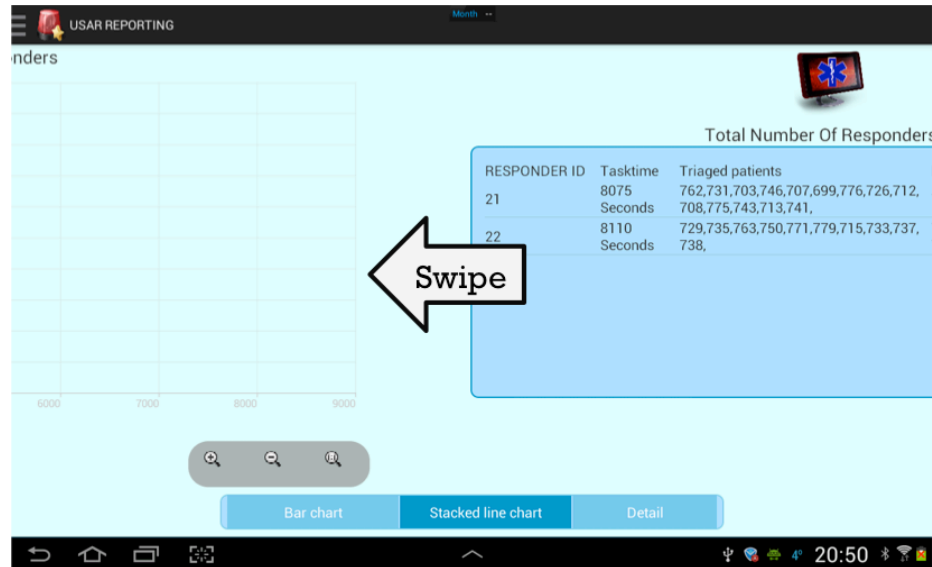 Month --
USAR REPORTING
nders
Total Number Of Responders
RESPONDER ID Tasktime Triaged patients
21 8075 Seconds 762,731,703,746,707,699,776,726,712,
708,775,743,713,741,
22 8110 Seconds 729,735,763,750,771,779,715,733,737,
738,
Swipe
6000 7000 8000 9000
Bar chart Stacked line chart Detail
4° 20:50